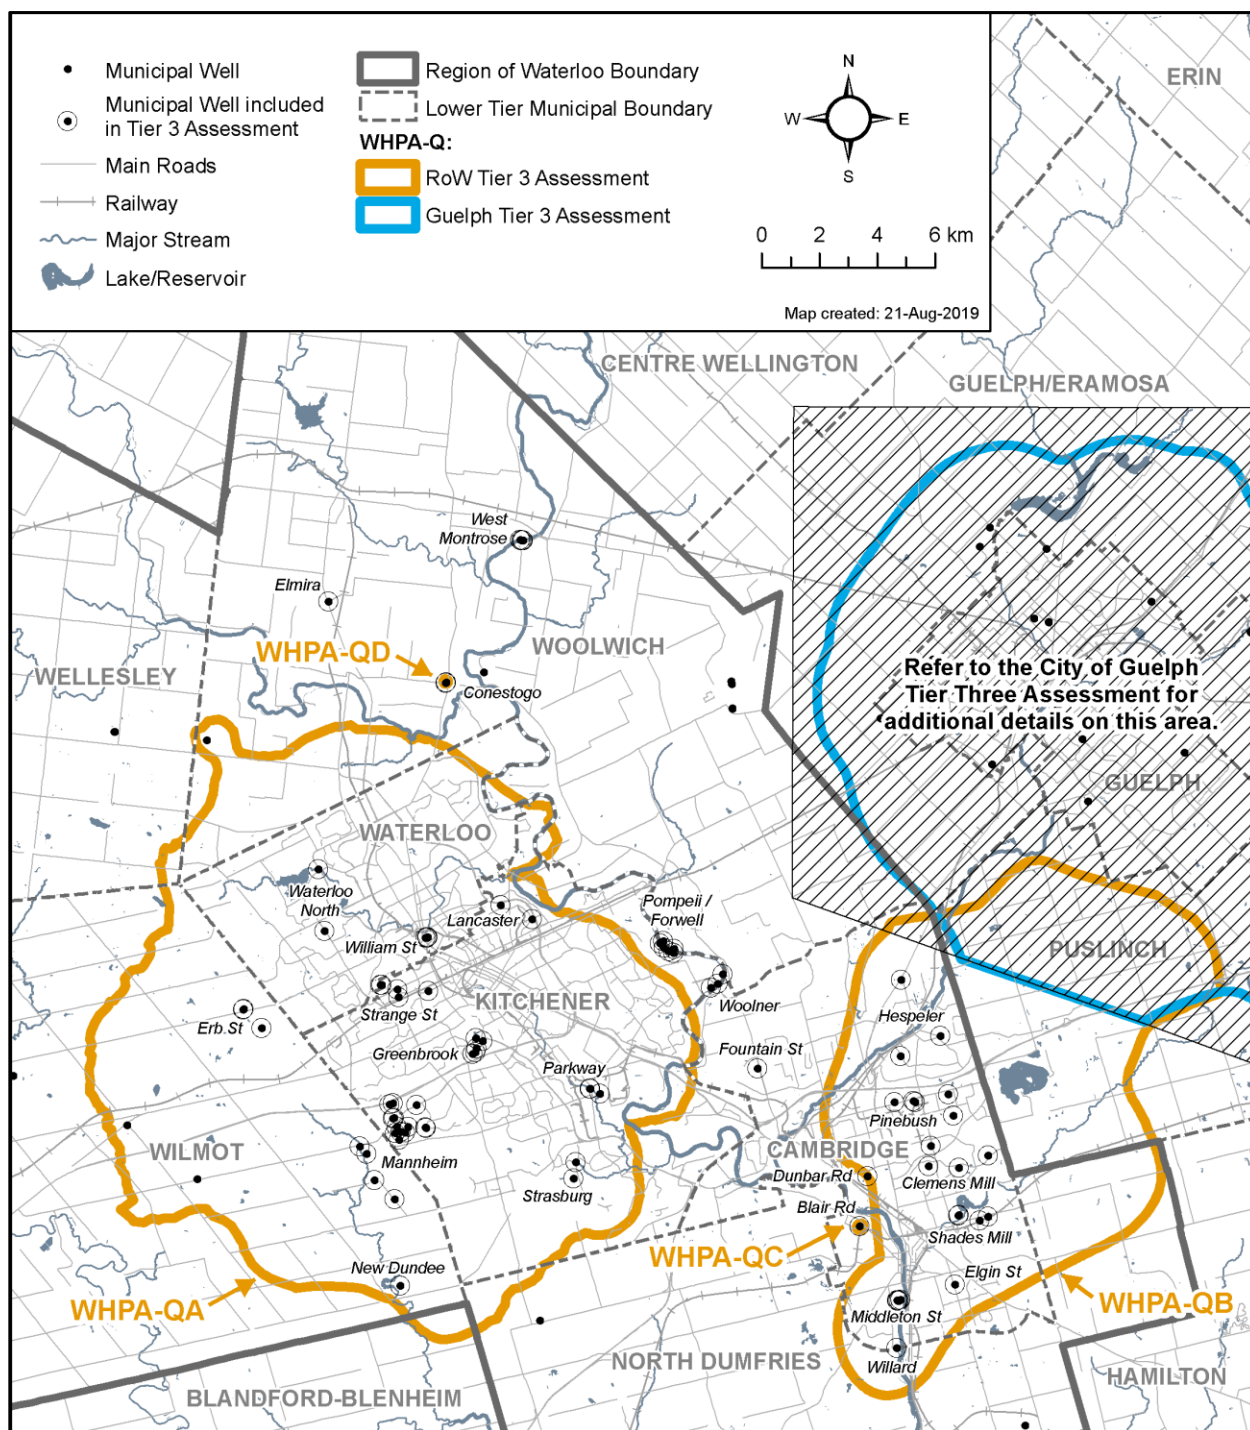 Municipal Well
Municipal Well included
in Tier 3 Assessment
Main Roads
Railway
Major Stream
Lake/Reservoir
Region of Waterloo Boundary
Lower Tier Municipal Boundary
WHPA-Q:
RoW Tier 3 Assessment
Guelph Tier 3 Assessment
N
W
E
S
0 2 4 6 km
Map created: 21-Aug-2019
ERIN
CENTRE WELLINGTON
GUELPH/ERAMOSA
West
Montrose
Elmira
WHPA-QD
WOOLWICH
WELLESLEY
Conestogo
Refer to the City of Guelph
Tier Three Assessment for
additional details on this area.
GUELPH
WATERLOO
Waterloo
North
Lancaster
William St
Pompeii /
Forwell
PUSLINCH
Strange St
KITCHENER
Woolner
Hespeler
Erb St
Greenbrook
Parkway
Fountain St
Pinebush
WILMOT
Mannheim
CAMBRIDGE
Dunbar Rd
Clemens Mill
Strasburg
Blair Rd
Shades Mill
WHPA-QC
New Dundee
Elgin St
WHPA-QA
WHPA-QB
Middleton St
NORTH DUMFRIES
Willard
HAMILTON
BLANDFORD-BLENHEIM